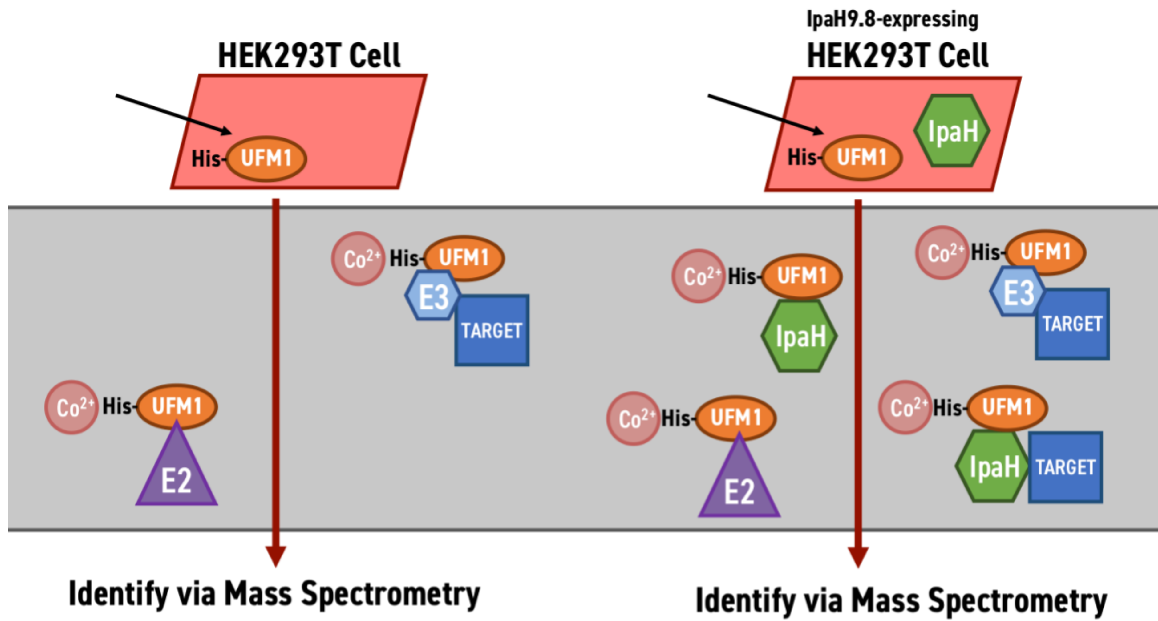 HEK293T Cell
His-UFM1
IpaH9.8-expressing
HEK293T Cell
His-UFM1
IpaH
Co2+ His-UFM1
E3
TARGET
Co2+ His-UFM1
E2
Identify via Mass Spectrometry
Co2+ His-UFM1
IpaH
Co2+ His-UFM1
E3
TARGET
Co2+ His-UFM1
E2
Co2+ His-UFM1
IpaH TARGET
Identify via Mass Spectrometry